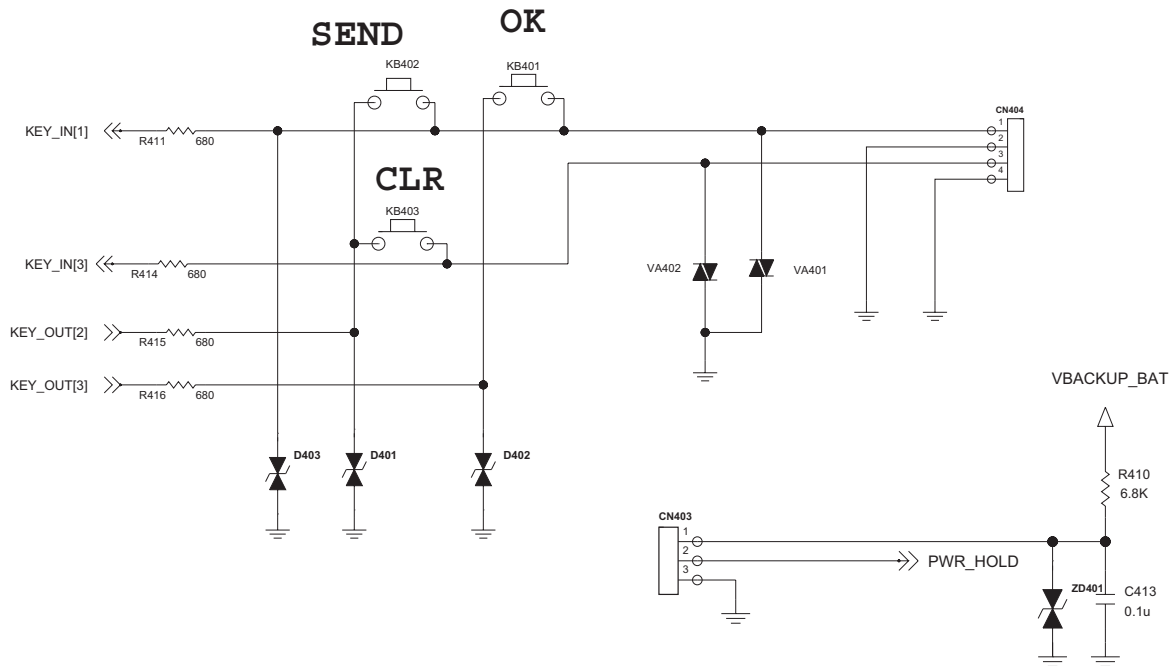 SEND
OK
KB402
KB401
KEY_IN[1]
R411
680
CN404
1
2
3
4
CLR
KB403
KEY_IN[3]
R414
680
VA402
VA401
KEY_OUT[2]
R415
680
KEY_OUT[3]
R416
680
VBACKUP_BAT
D403
D401
D402
R410
6.8K
CN403
1
2
3
PWR_HOLD
ZD401
C413
0.1u